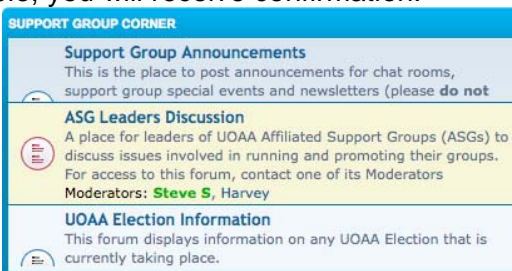 you will receive confirmation.
SUPPORT GROUP CORNER
Support Group Announcements
This is the place to post announcements for chat rooms,
support group special events and newsletters (please do not
ASG Leaders Discussion
A place for leaders of UOAA Affiliated Support Groups (ASGs) to
discuss issues involved in running and promoting their groups.
For access to this forum, contact one of its Moderators
Moderators: Steve S, Harvey
UOAA Election Information
This forum displays information on any UOAA Election that is
currently taking place.